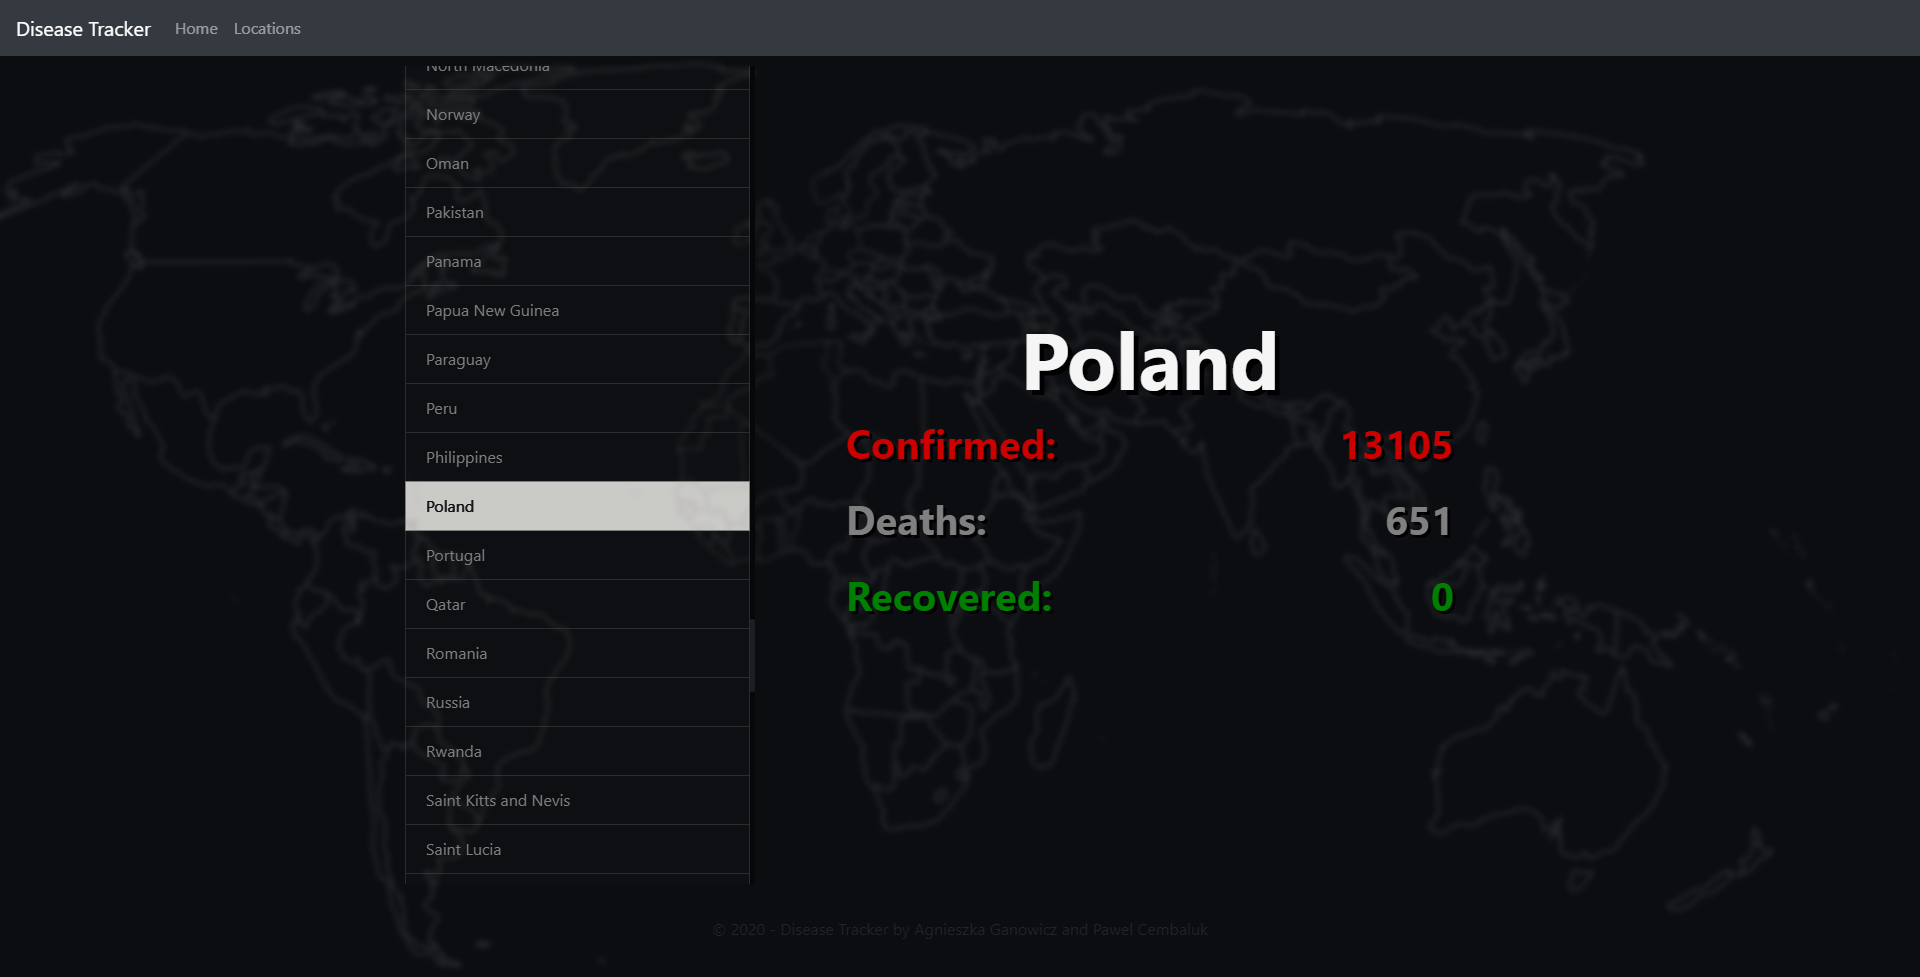 Disease Tracker Home Locations
North Macedonia
Norway
Oman
Pakistan
Panama
Papua New Guinea
Paraguay
Peru
Philippines
Poland
Portugal
Qatar
Romania
Russia
Rwanda
Saint Kitts and Nevis
Saint Lucia
Poland
Confirmed: 13105
Deaths: 651
Recovered: 0
© 2020 - Disease Tracker by Agnieszka Ganowicz and Pawel Cembaluk